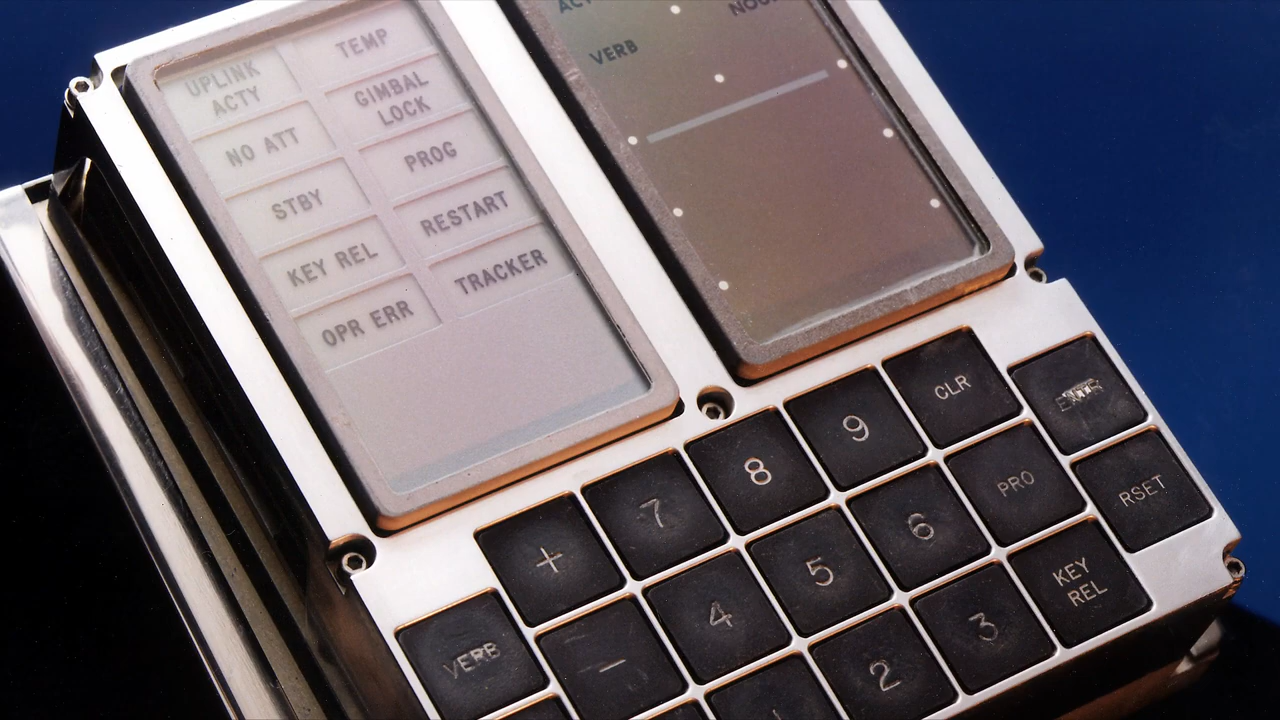 UPLINK
ACTY
TEMP
NO ATT
GIMBAL
LOCK
STBY
PROG
KEY REL
RESTART
OPR ERR
TRACKER
VERB
+
7
8
9
CLR
ENTR
VERB
−
4
5
6
PRO
RSET
2
3
KEY
REL